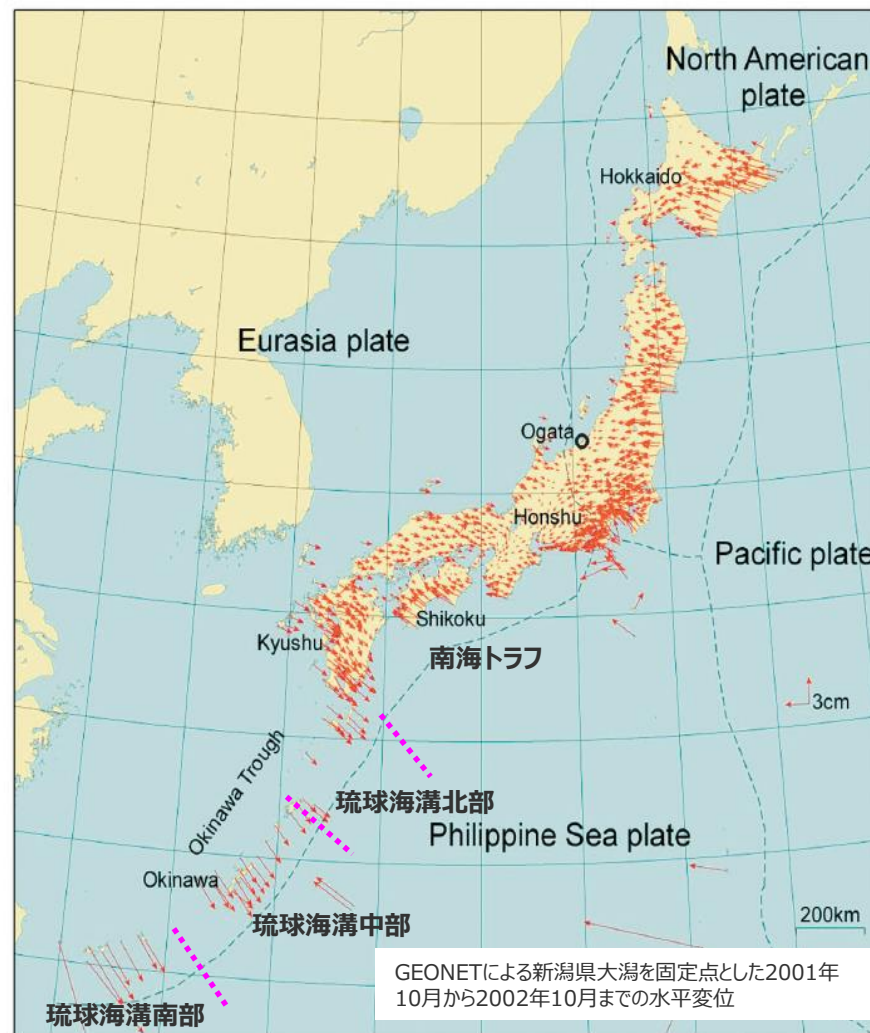 North American
plate
Hokkaido
Eurasia plate
Ogata
Honshu
Pacific plate
Shikoku
Kyushu
南海トラフ
3cm
Okinawa Trough
琉球海溝北部
Philippine Sea plate
Okinawa
琉球海溝中部
200km
GEONETによる新潟県大潟を固定点とした2001年
10月から2002年10月までの水平変位
琉球海溝南部